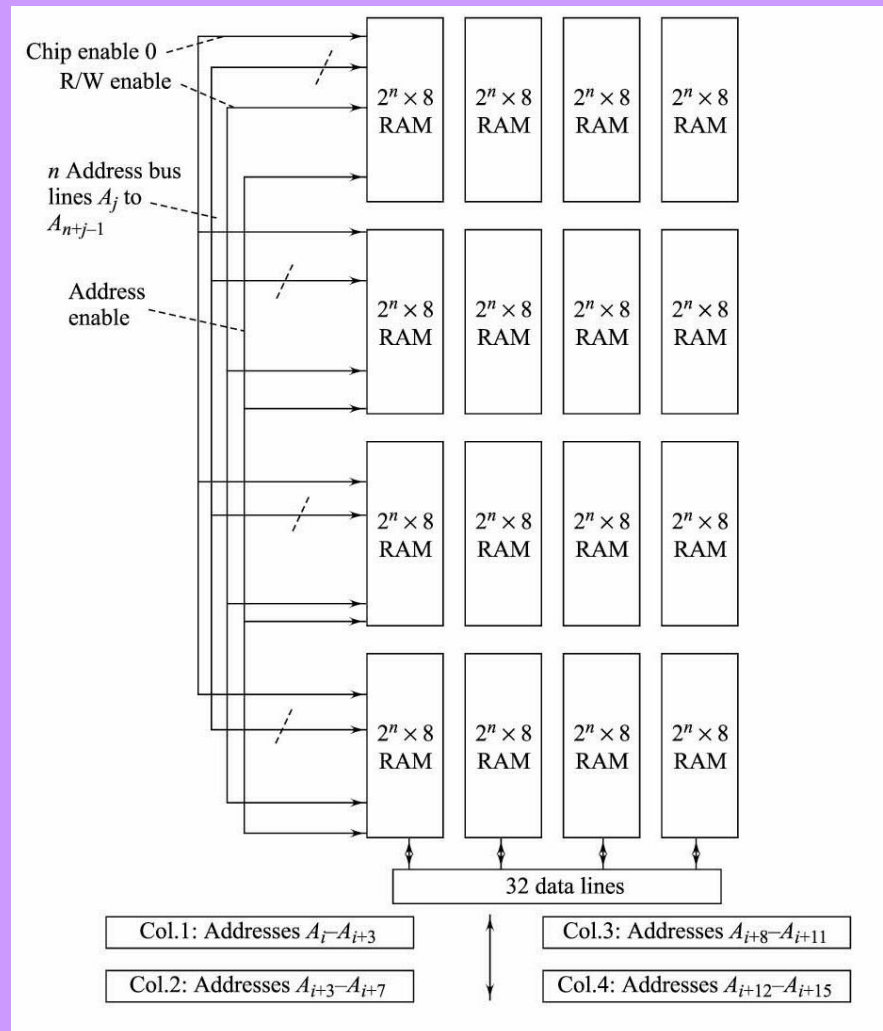 Chip enable 0
R/W enable
n Address bus
lines A_j to
A_{n+j–1}
Address
enable
2^n × 8 2^n × 8 2^n × 8 2^n × 8
RAM RAM RAM RAM
2^n × 8 2^n × 8 2^n × 8 2^n × 8
RAM RAM RAM RAM
2^n × 8 2^n × 8 2^n × 8 2^n × 8
RAM RAM RAM RAM
2^n × 8 2^n × 8 2^n × 8 2^n × 8
RAM RAM RAM RAM
32 data lines
Col.1: Addresses A_i–A_{i+3}
Col.3: Addresses A_{i+8}–A_{i+11}
Col.2: Addresses A_{i+3}–A_{i+7}
Col.4: Addresses A_{i+12}–A_{i+15}